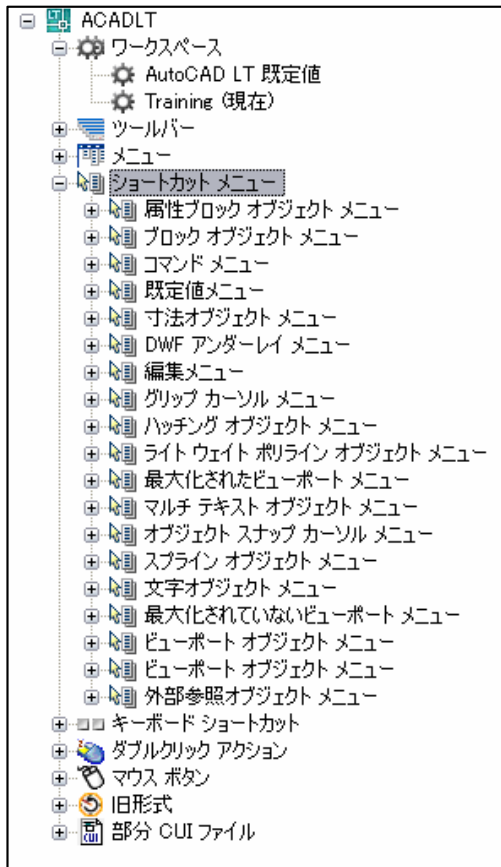 ACADLT
ワークスペース
AutoCAD LT 既定値
Training (現在)
ツールバー
メニュー
ショートカット メニュー
属性ブロック オブジェクト メニュー
ブロック オブジェクト メニュー
コマンド メニュー
既定値メニュー
寸法オブジェクト メニュー
DWF アンダーレイ メニュー
編集メニュー
グリップ カーソル メニュー
ハッチング オブジェクト メニュー
ライト ウェイト ポリライン オブジェクト メニュー
最大化されたビューポート メニュー
マルチ テキスト オブジェクト メニュー
オブジェクト スナップ カーソル メニュー
スプライン オブジェクト メニュー
文字オブジェクト メニュー
最大化されていないビューポート メニュー
ビューポート オブジェクト メニュー
ビューポート オブジェクト メニュー
外部参照オブジェクト メニュー
キーボード ショートカット
ダブルクリック アクション
マウス ボタン
旧形式
部分 CUI ファイル